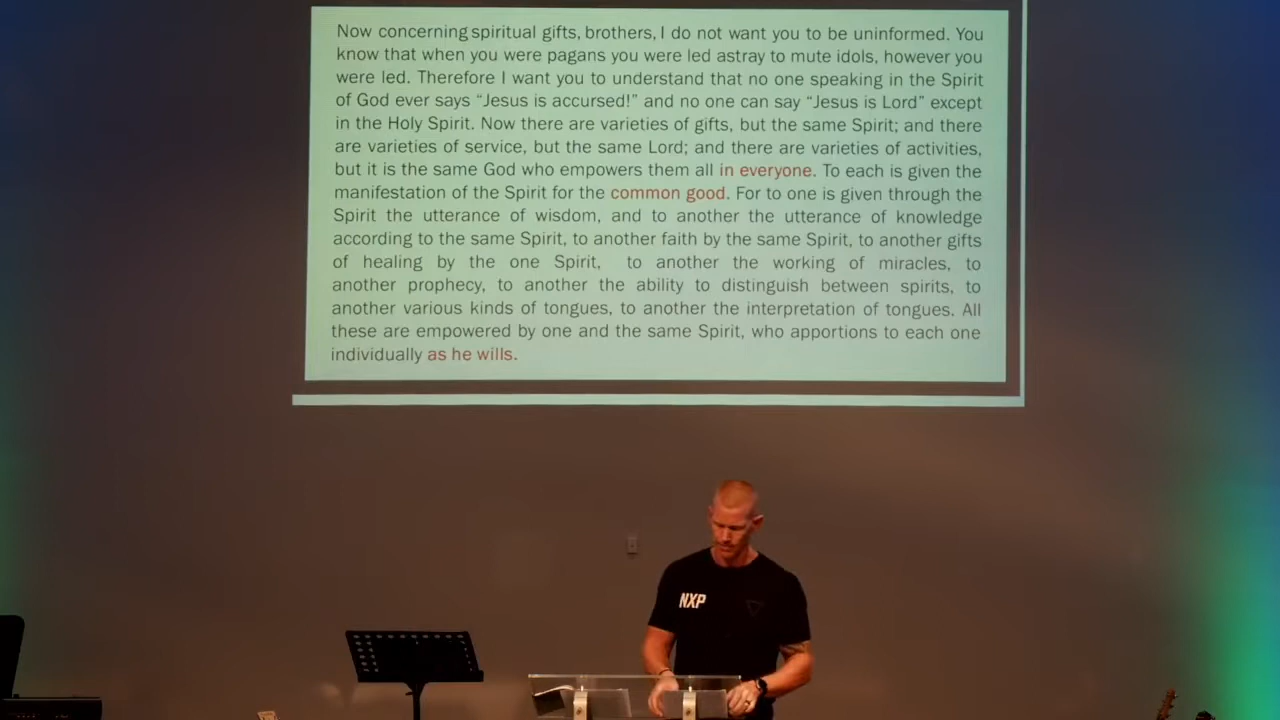 Now concerning spiritual gifts, brothers, I do not want you to be uninformed. You
know that when you were pagans you were led astray to mute idols, however you
were led. Therefore I want you to understand that no one speaking in the Spirit
of God ever says “Jesus is accursed!” and no one can say “Jesus is Lord” except
in the Holy Spirit. Now there are varieties of gifts, but the same Spirit; and there
are varieties of service, but the same Lord; and there are varieties of activities,
but it is the same God who empowers them all in everyone. To each is given the
manifestation of the Spirit for the common good. For to one is given through the
Spirit the utterance of wisdom, and to another the utterance of knowledge
according to the same Spirit, to another faith by the same Spirit, to another gifts
of healing by the one Spirit, to another the working of miracles, to
another prophecy, to another the ability to distinguish between spirits, to
another various kinds of tongues, to another the interpretation of tongues. All
these are empowered by one and the same Spirit, who apportions to each one
individually as he wills.
NXP